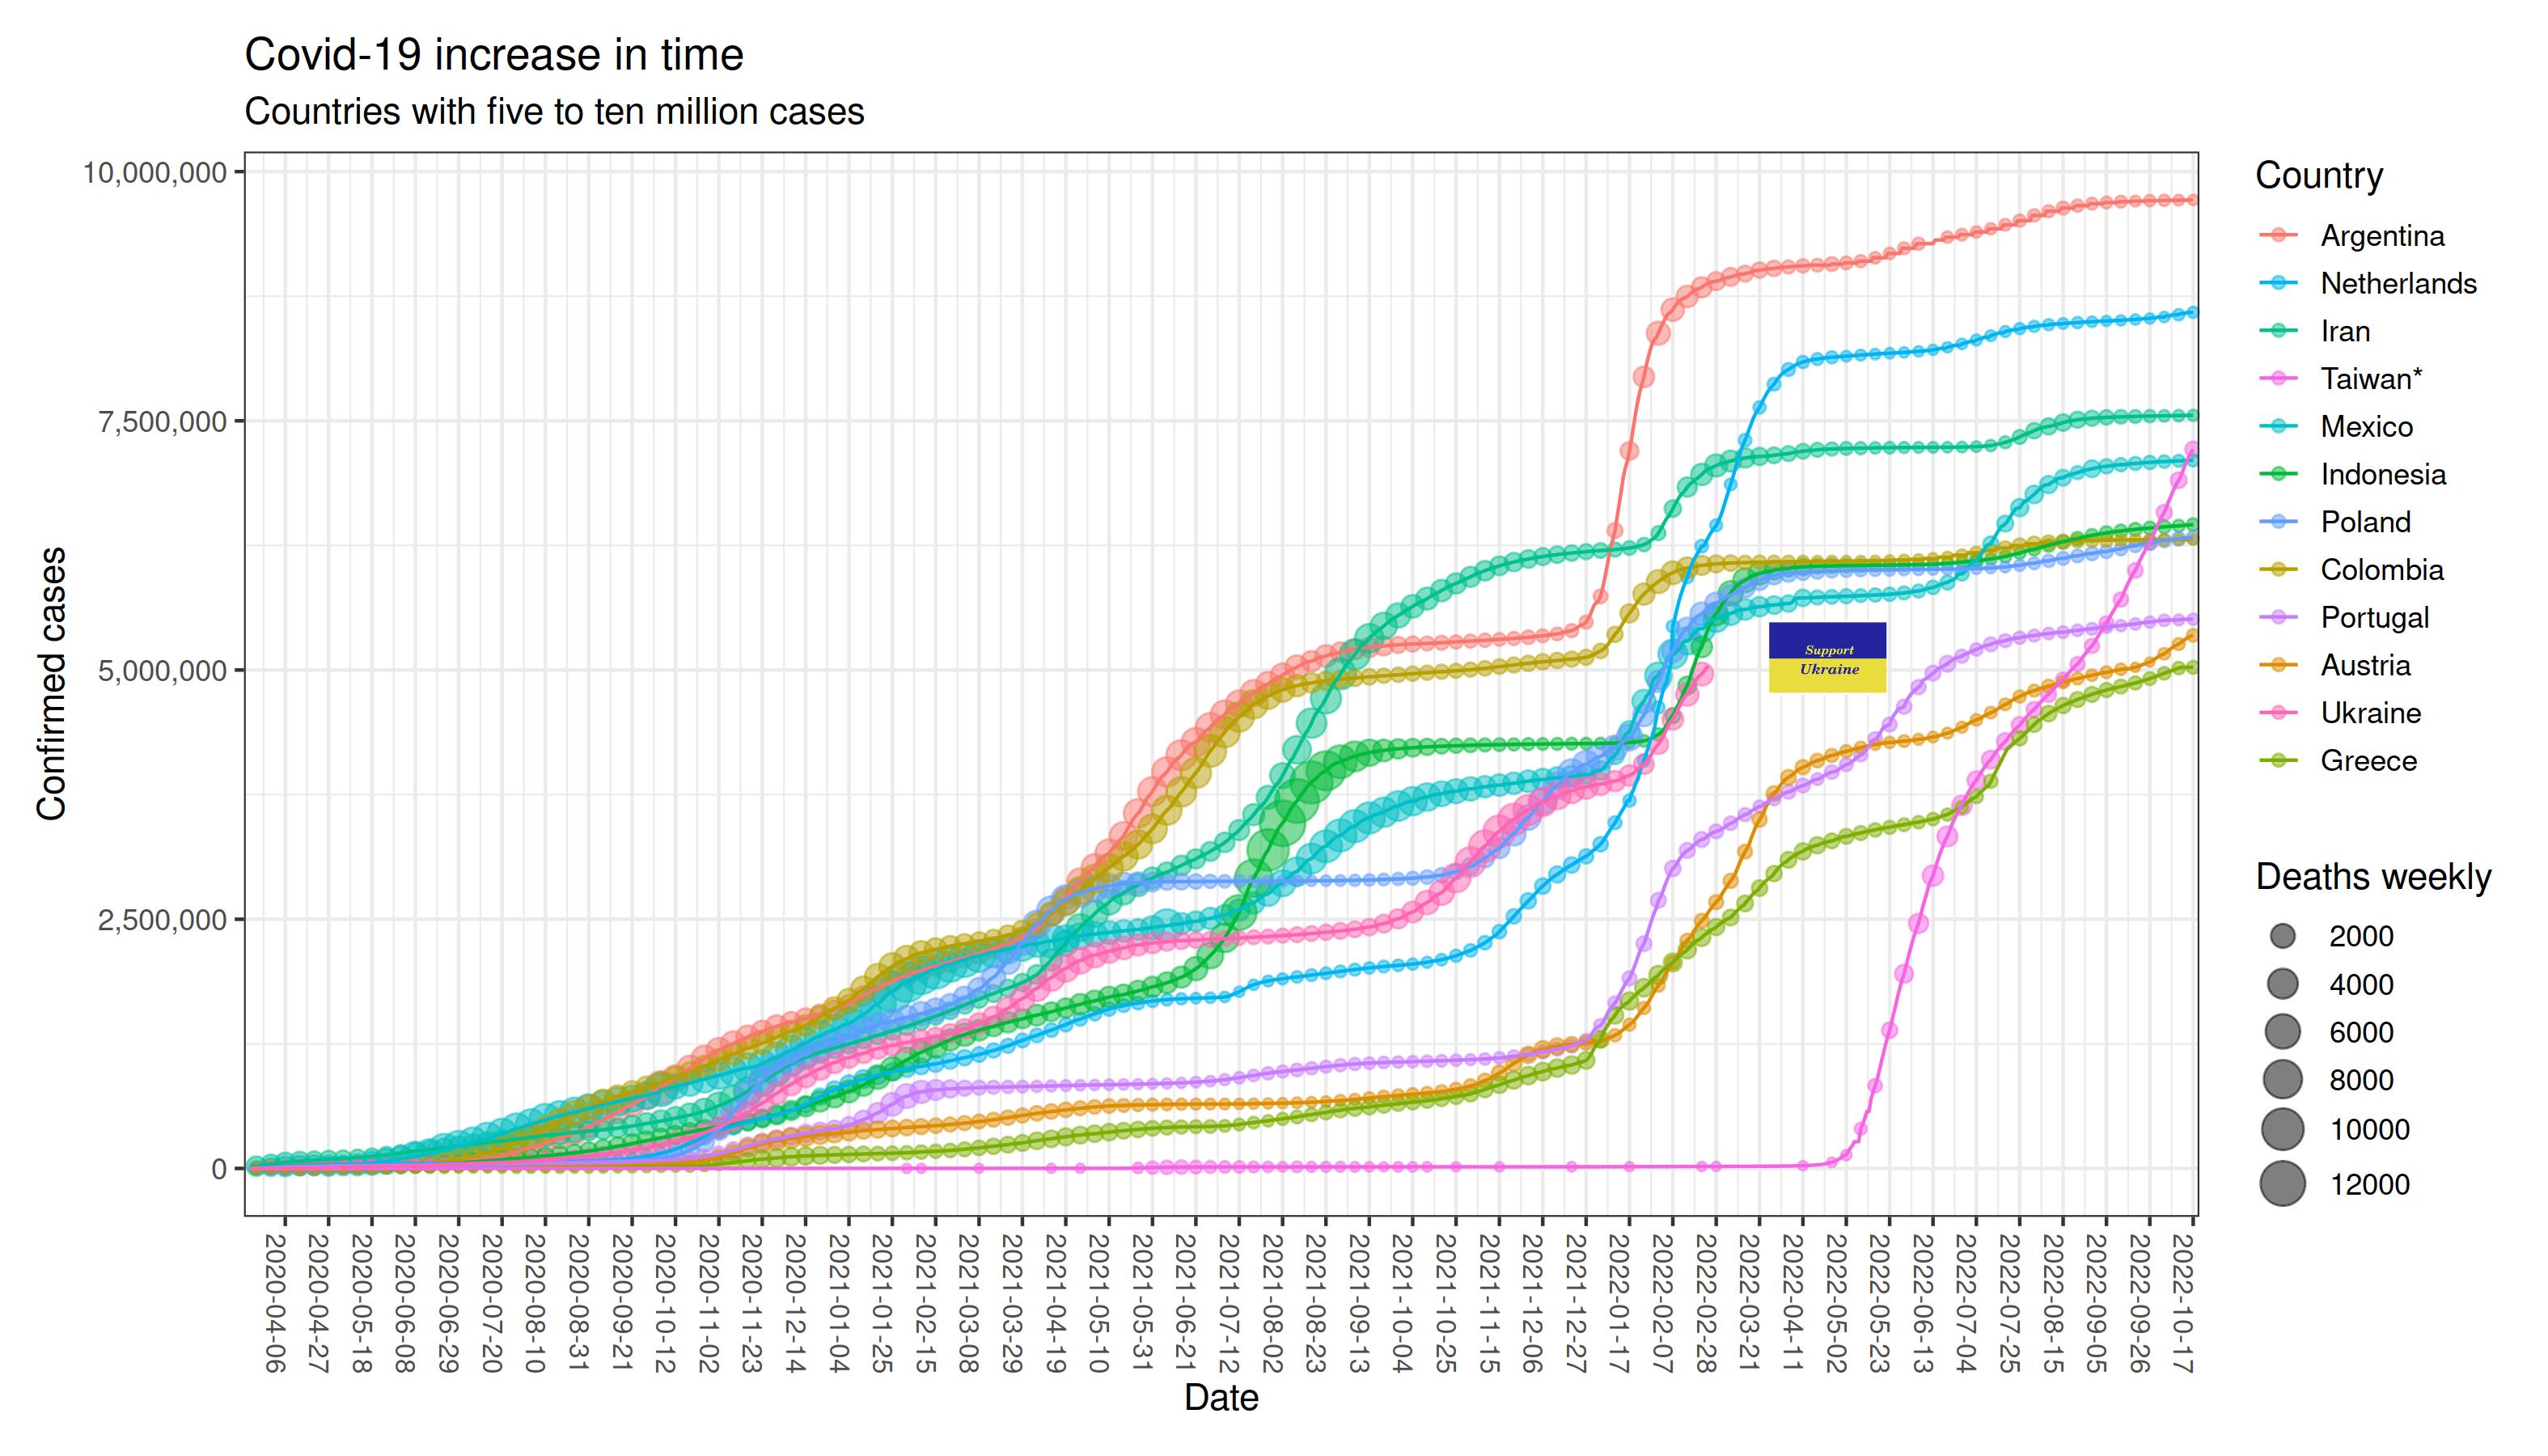 Covid-19 increase in time
Countries with five to ten million cases
10,000,000
7,500,000
5,000,000
2,500,000
0
Confirmed cases
Support
Ukraine
2020-04-06
2020-04-27
2020-05-18
2020-06-08
2020-06-29
2020-07-20
2020-08-10
2020-08-31
2020-09-21
2020-10-12
2020-11-02
2020-11-23
2020-12-14
2021-01-04
2021-01-25
2021-02-15
2021-03-08
2021-03-29
2021-04-19
2021-05-10
2021-05-31
2021-06-21
2021-07-12
2021-08-02
2021-08-23
2021-09-13
2021-10-04
2021-10-25
2021-11-15
2021-12-06
2021-12-27
2022-01-17
2022-02-07
2022-02-28
2022-03-21
2022-04-11
2022-05-02
2022-05-23
2022-06-13
2022-07-04
2022-07-25
2022-08-15
2022-09-05
2022-09-26
2022-10-17
Date
Country
Argentina
Netherlands
Iran
Taiwan*
Mexico
Indonesia
Poland
Colombia
Portugal
Austria
Ukraine
Greece
Deaths weekly
2000
4000
6000
8000
10000
12000